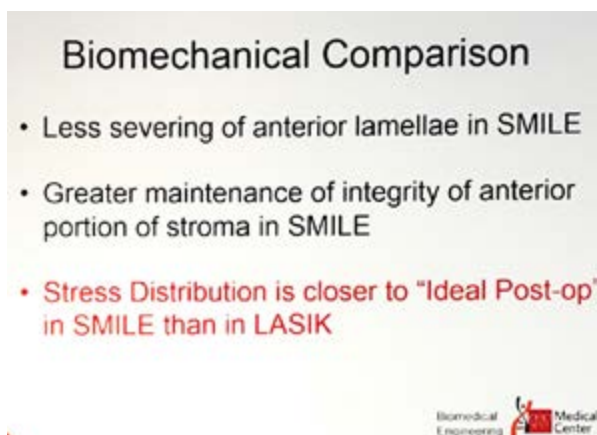 Biomechanical Comparison
• Less severing of anterior lamellae in SMILE
• Greater maintenance of integrity of anterior
portion of stroma in SMILE
• Stress Distribution is closer to “Ideal Post-op”
in SMILE than in LASIK
Biomedical
Engineering
Medical
Center